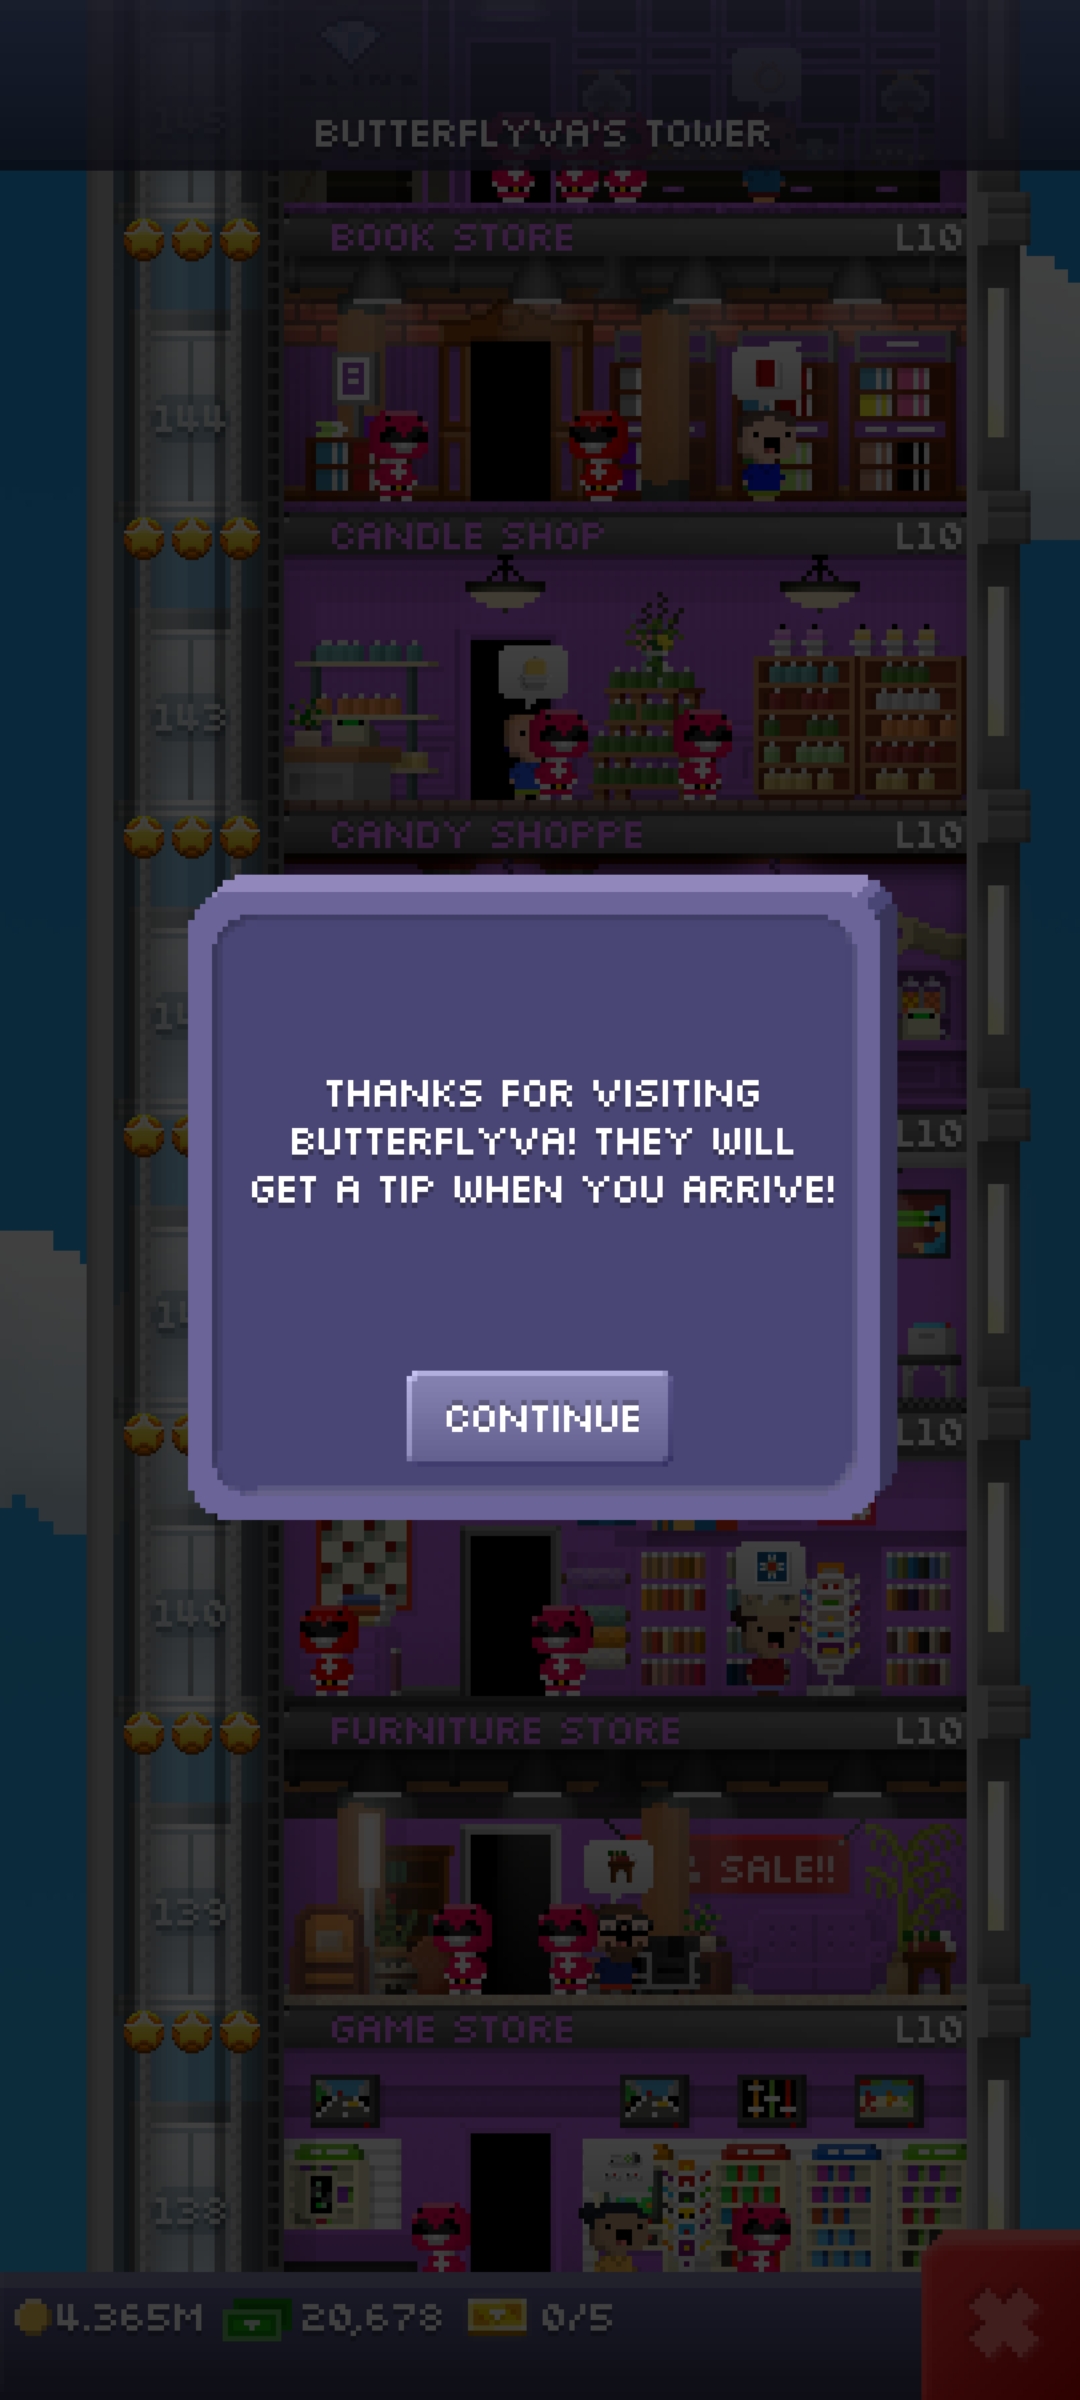 BUTTERFLYVA'S TOWER
BOOK STORE L10
144
CANDLE SHOP L10
143
CANDY SHOPPE L10
THANKS FOR VISITING
BUTTERFLYVA! THEY WILL
GET A TIP WHEN YOU ARRIVE!
L10
CONTINUE
L10
140
FURNITURE STORE L10
SALE!!
139
GAME STORE L10
138
4.365M 20,678 0/5